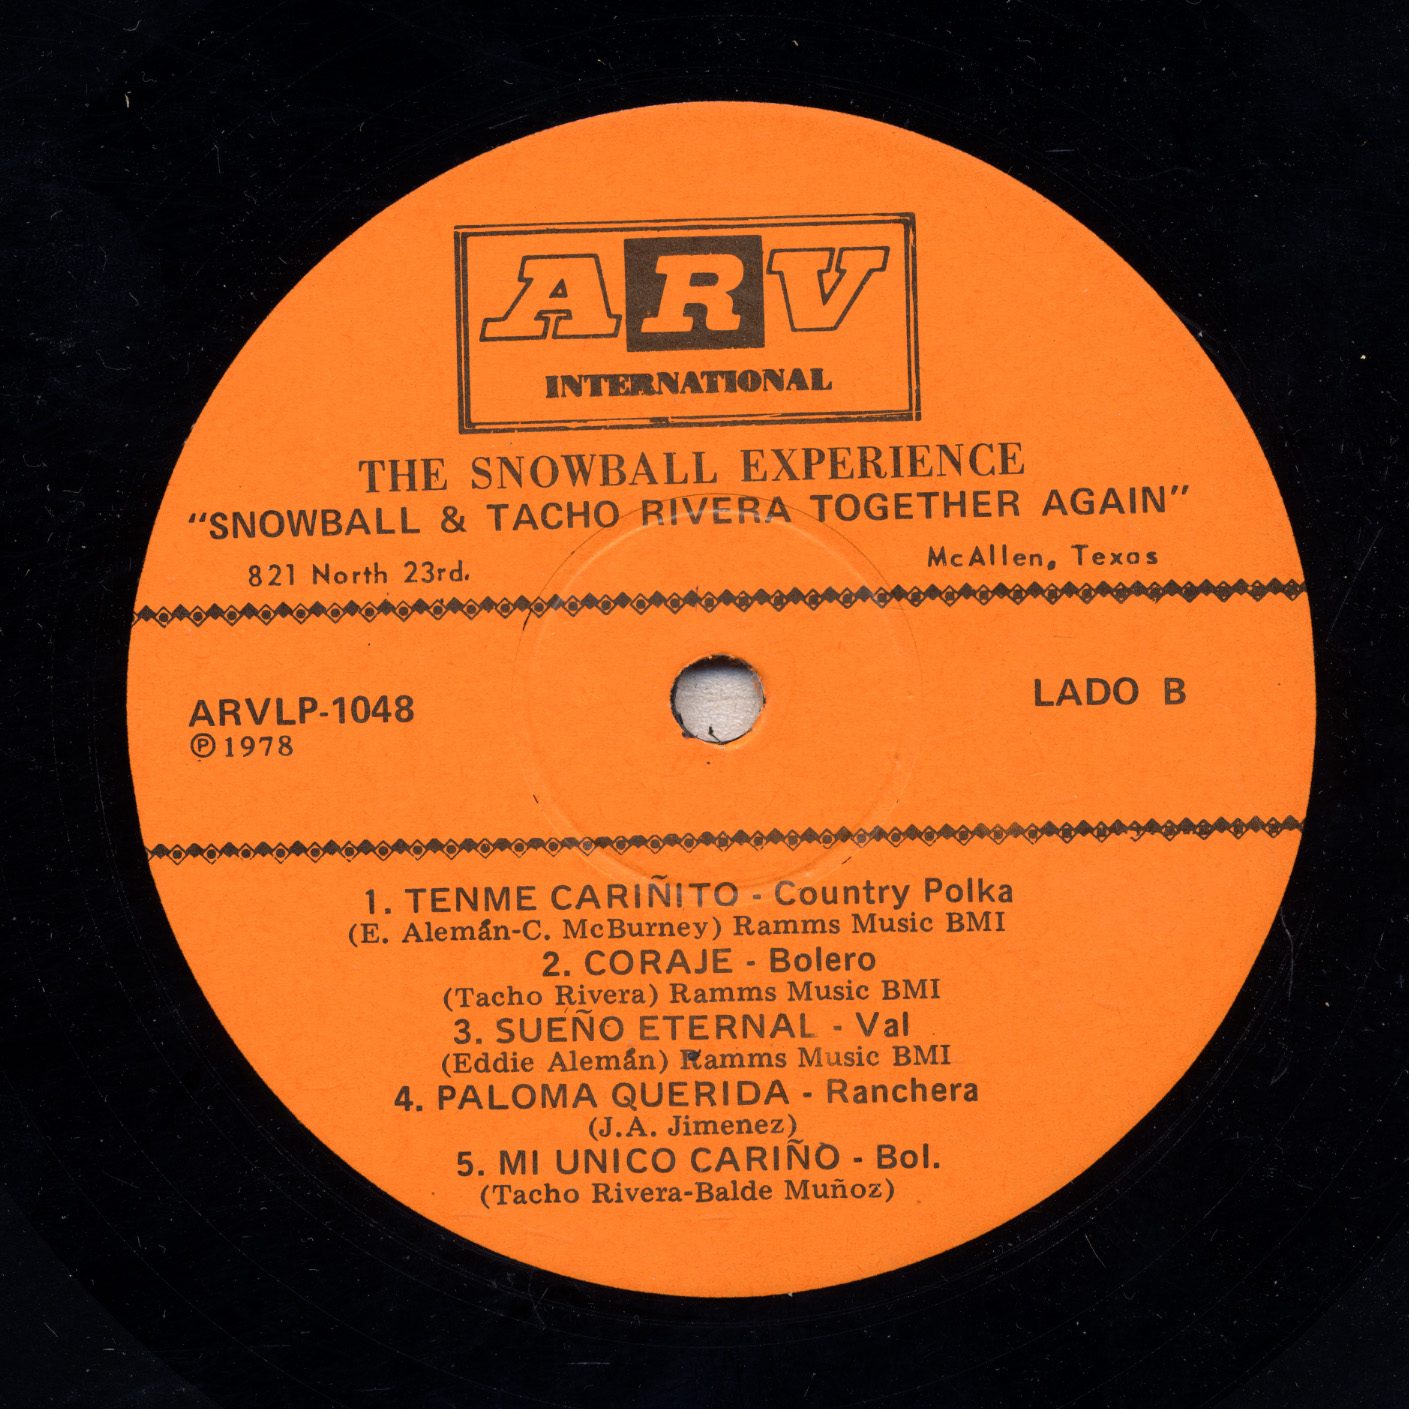 ARV
INTERNATIONAL
THE SNOWBALL EXPERIENCE
"SNOWBALL & TACHO RIVERA TOGETHER AGAIN"
821 North 23rd. McAllen, Texas
ARVLP-1048 LADO B
Ⓟ1978
1. TENME CARIÑITO - Country Polka
(E. Alemán-C. McBurney) Ramms Music BMI
2. CORAJE - Bolero
(Tacho Rivera) Ramms Music BMI
3. SUEÑO ETERNAL - Val
(Eddie Alemán) Ramms Music BMI
4. PALOMA QUERIDA - Ranchera
(J.A. Jimenez)
5. MI UNICO CARIÑO - Bol.
(Tacho Rivera-Balde Muñoz)